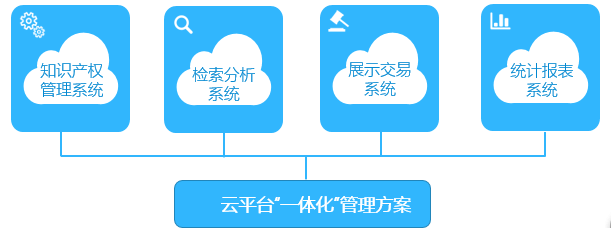 知识产权
管理系统
检索分析
系统
展示交易
系统
统计报表
系统
云平台"一体化"管理方案